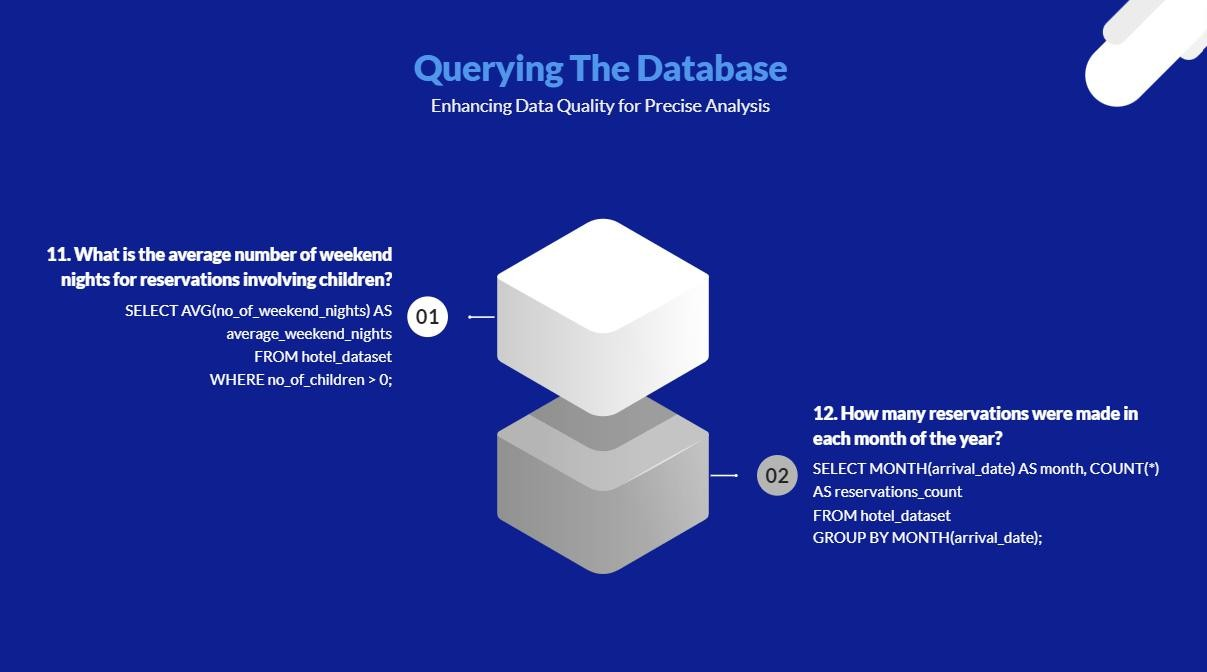 Querying The Database
Enhancing Data Quality for Precise Analysis
11. What is the average number of weekend
nights for reservations involving children?
SELECT AVG(no_of_weekend_nights) AS
average_weekend_nights
FROM hotel_dataset
WHERE no_of_children > 0;
01
12. How many reservations were made in
each month of the year?
02
SELECT MONTH(arrival_date) AS month, COUNT(*)
AS reservations_count
FROM hotel_dataset
GROUP BY MONTH(arrival_date);